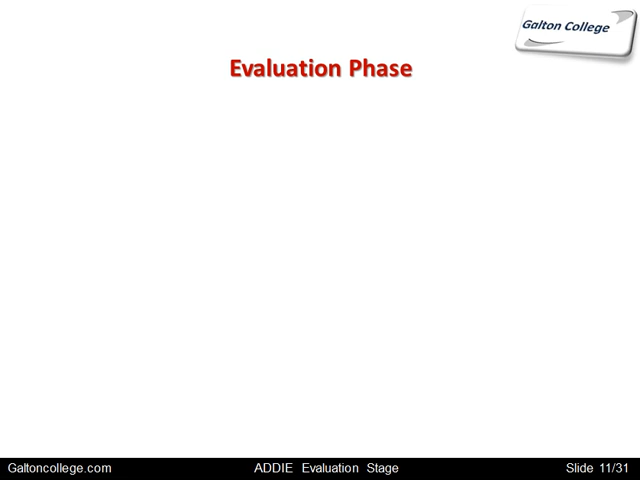 Galton College
Evaluation Phase
Galtoncollege.com ADDIE Evaluation Stage Slide 11/31